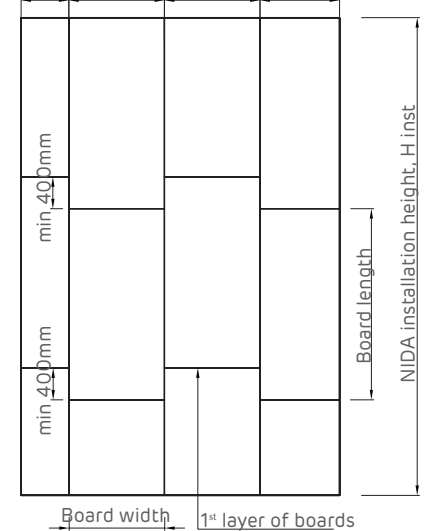 min 400mm
NIDA installation height, H inst
Board length
min 400mm
Board width
1st layer of boards